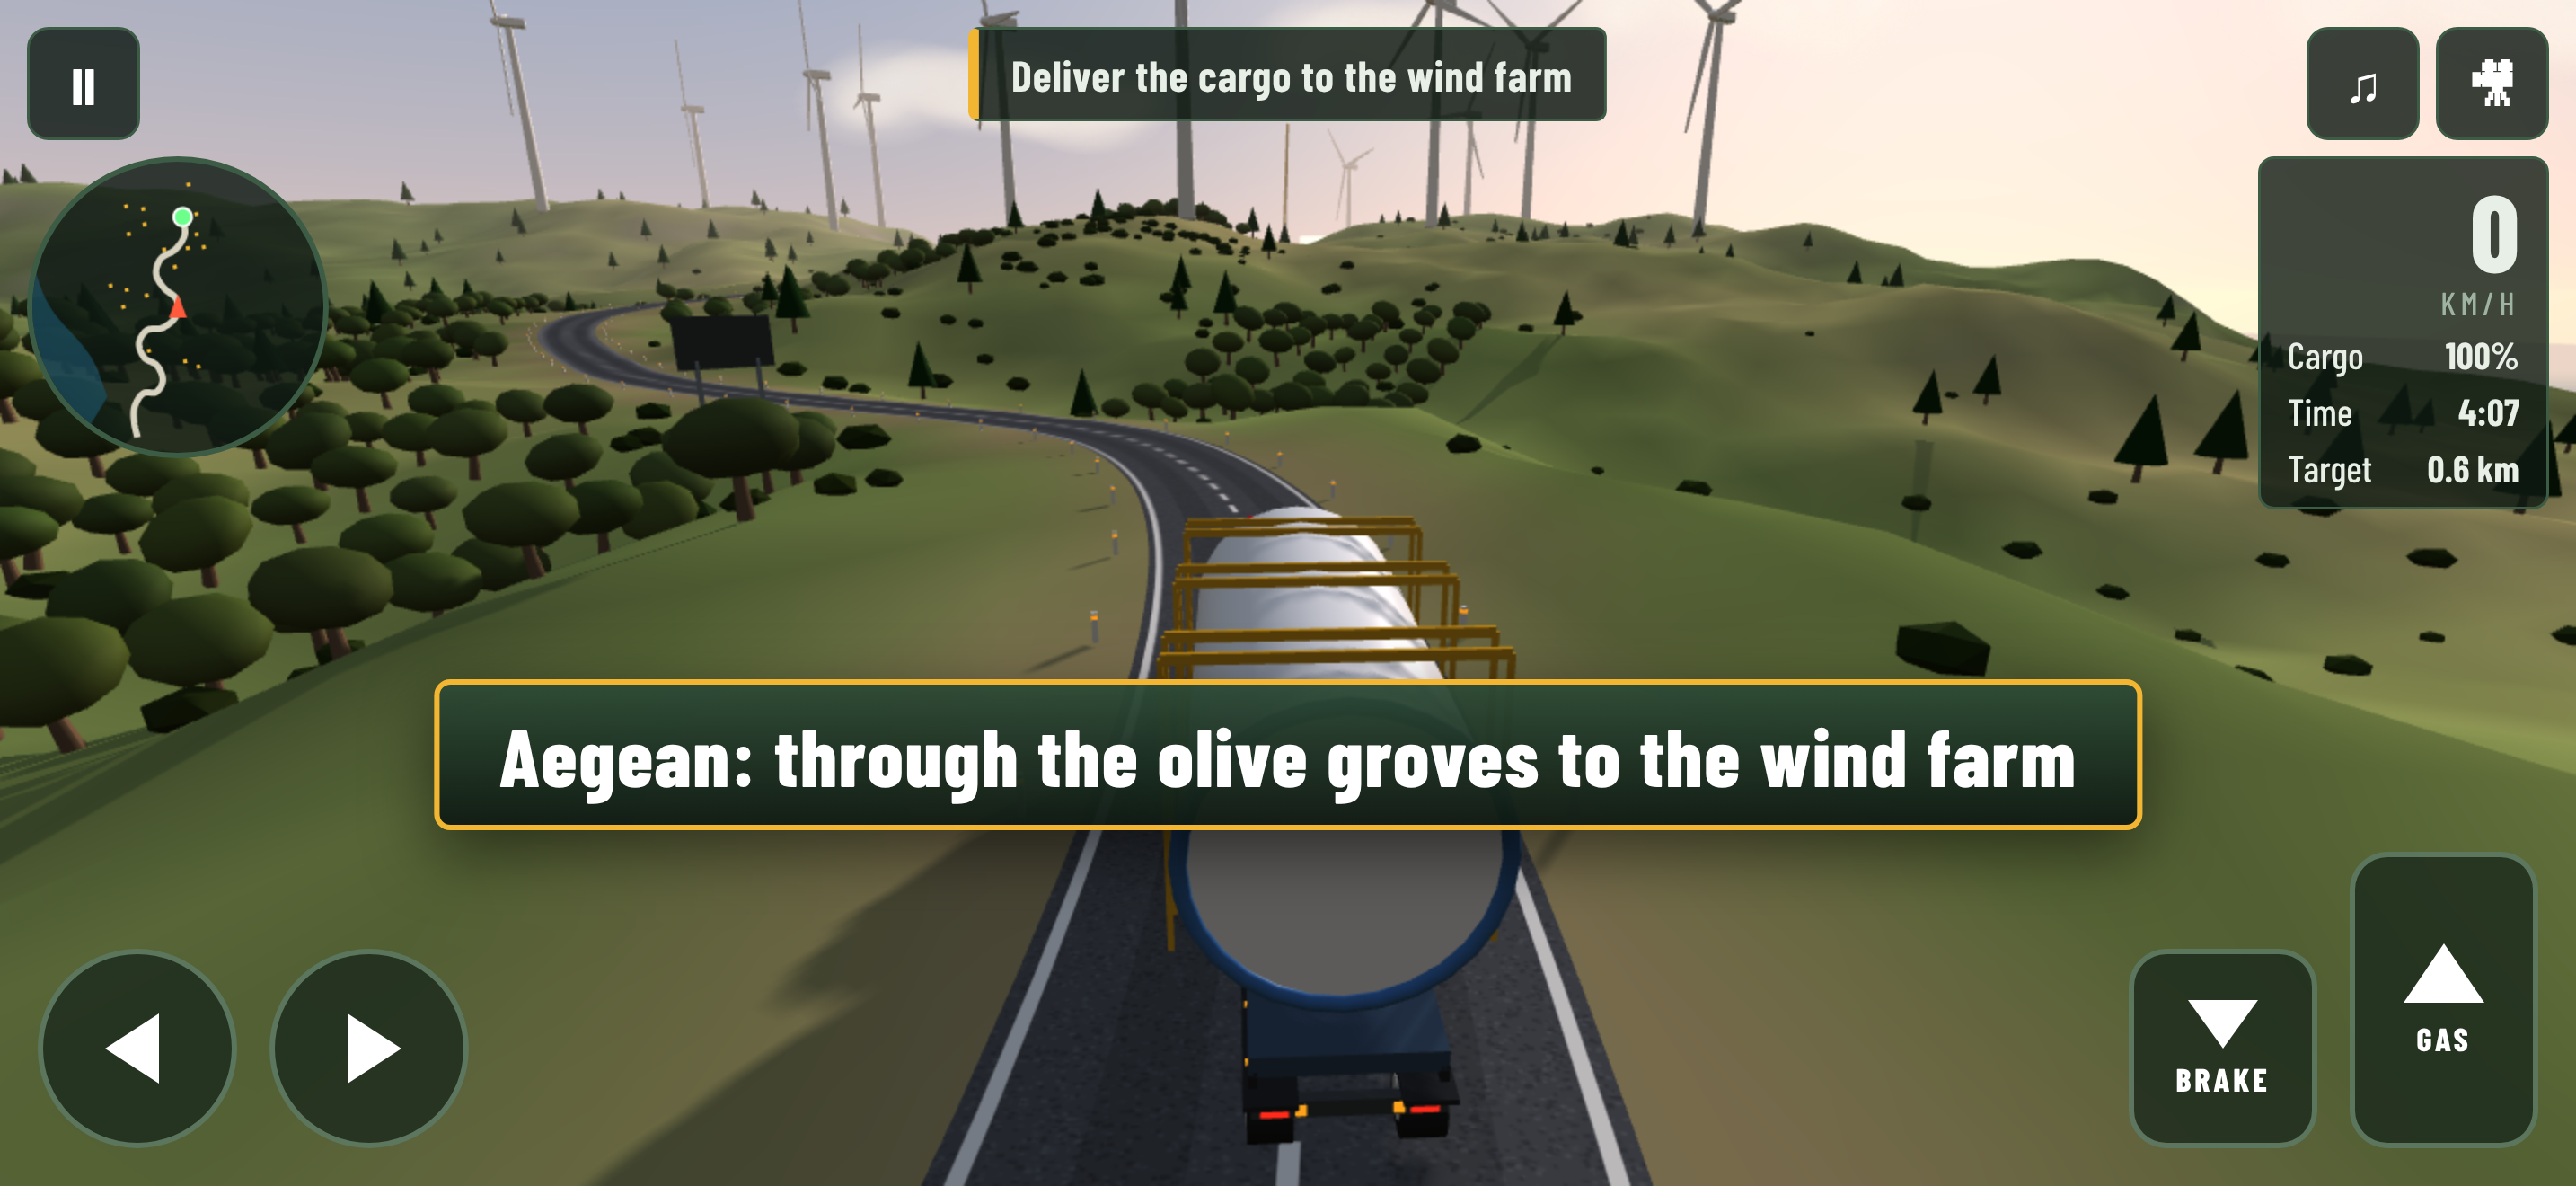 Deliver the cargo to the wind farm
0
KM/H
Cargo 100%
Time 4:07
Target 0.6 km
Aegean: through the olive groves to the wind farm
BRAKE
GAS